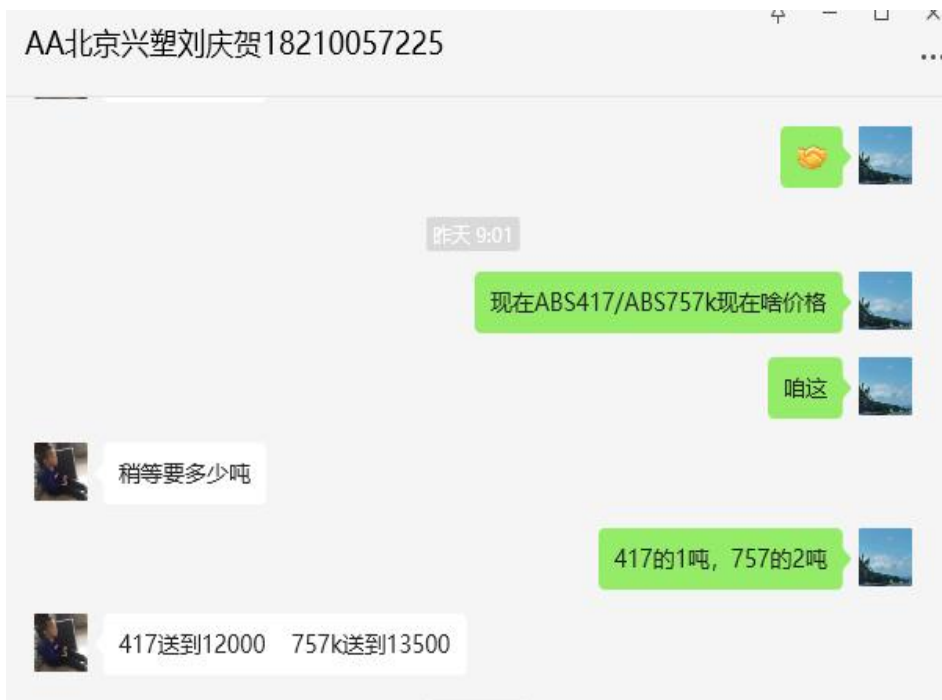 AA北京兴塑刘庆贺18210057225
昨天 9:01
现在ABS417/ABS757k现在啥价格
咱这
稍等要多少吨
417的1吨，757的2吨
417送到12000 757k送到13500